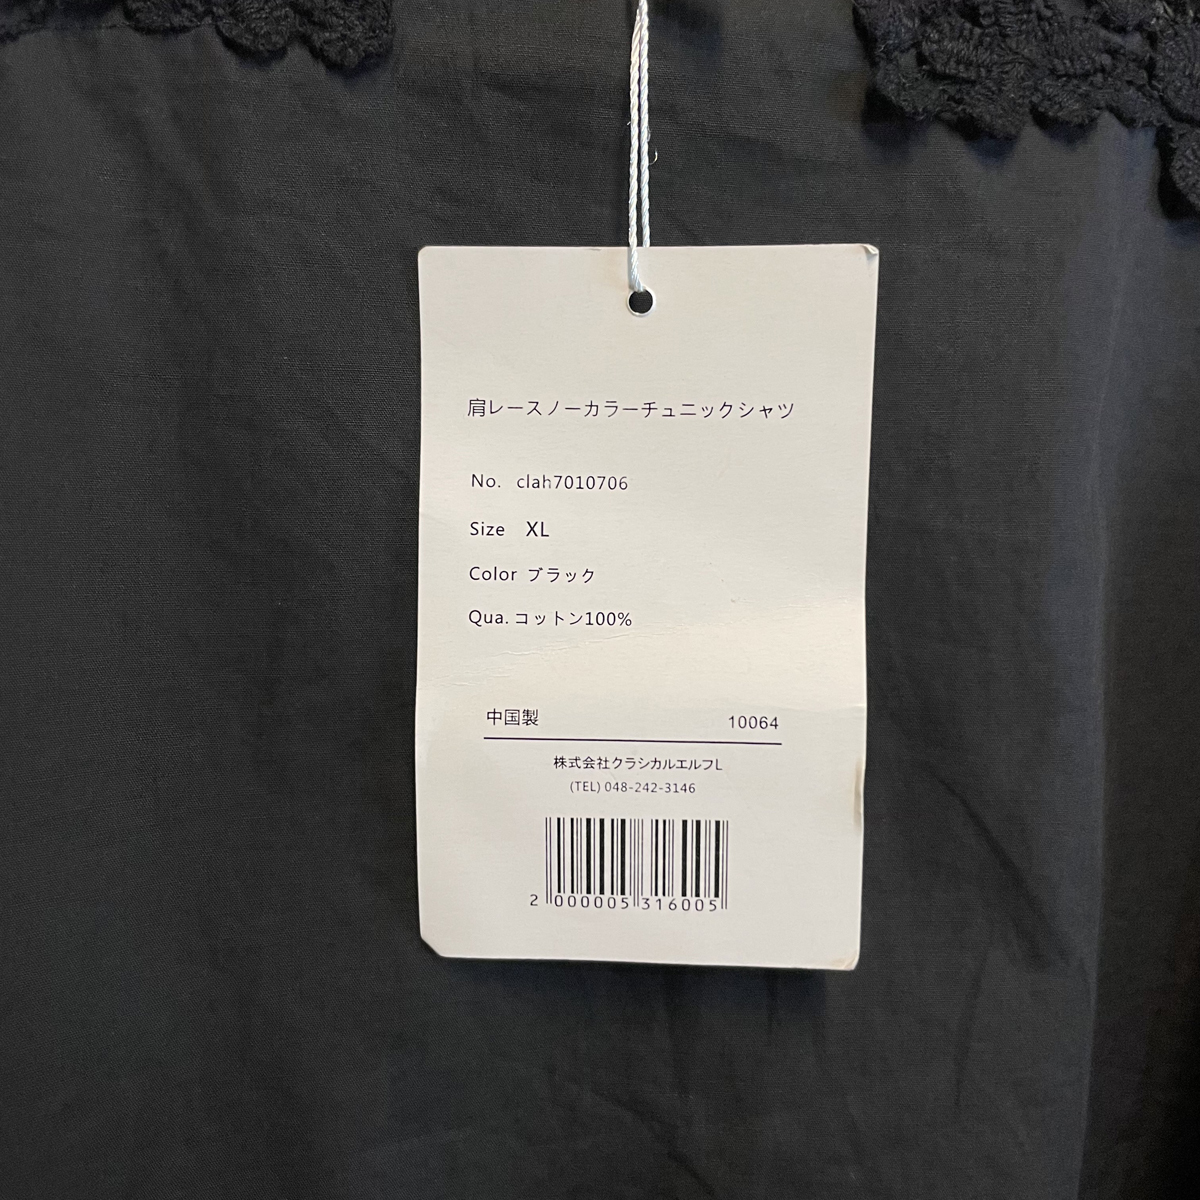 肩レースノーカラーチュニックシャツ
No. clah7010706
Size XL
Color ブラック
Qua. コットン100%
中国製 10064
株式会社クラシカルエルフL
(TEL) 048-242-3146
2 000005 316005